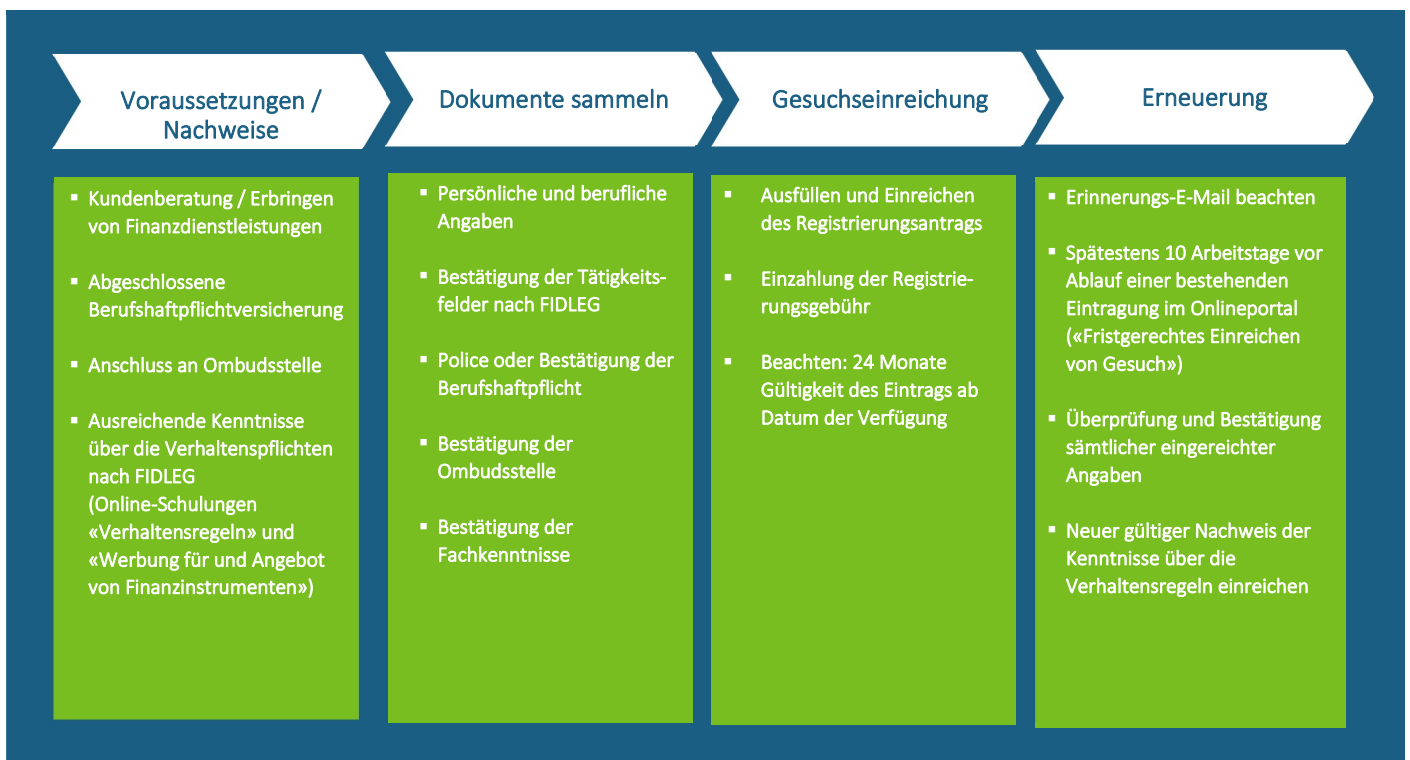 Voraussetzungen /
Nachweise
▪ Kundenberatung / Erbringen
von Finanzdienstleistungen
▪ Abgeschlossene
Berufshaftpflichtversicherung
▪ Anschluss an Ombudsstelle
▪ Ausreichende Kenntnisse
über die Verhaltenspflichten
nach FIDLEG
(Online-Schulungen
«Verhaltensregeln» und
«Werbung für und Angebot
von Finanzinstrumenten»)
Dokumente sammeln
▪ Persönliche und berufliche
Angaben
▪ Bestätigung der Tätigkeits-
felder nach FIDLEG
▪ Police oder Bestätigung der
Berufshaftpflicht
▪ Bestätigung der
Ombudsstelle
▪ Bestätigung der
Fachkenntnisse
Gesuchseinreichung
▪ Ausfüllen und Einreichen
des Registrierungsantrags
▪ Einzahlung der Registrie-
rungsgebühr
▪ Beachten: 24 Monate
Gültigkeit des Eintrags ab
Datum der Verfügung
Erneuerung
▪ Erinnerungs-E-Mail beachten
▪ Spätestens 10 Arbeitstage vor
Ablauf einer bestehenden
Eintragung im Onlineportal
(«Fristgerechtes Einreichen
von Gesuch»)
▪ Überprüfung und Bestätigung
sämtlicher eingereichter
Angaben
▪ Neuer gültiger Nachweis der
Kenntnisse über die
Verhaltensregeln einreichen